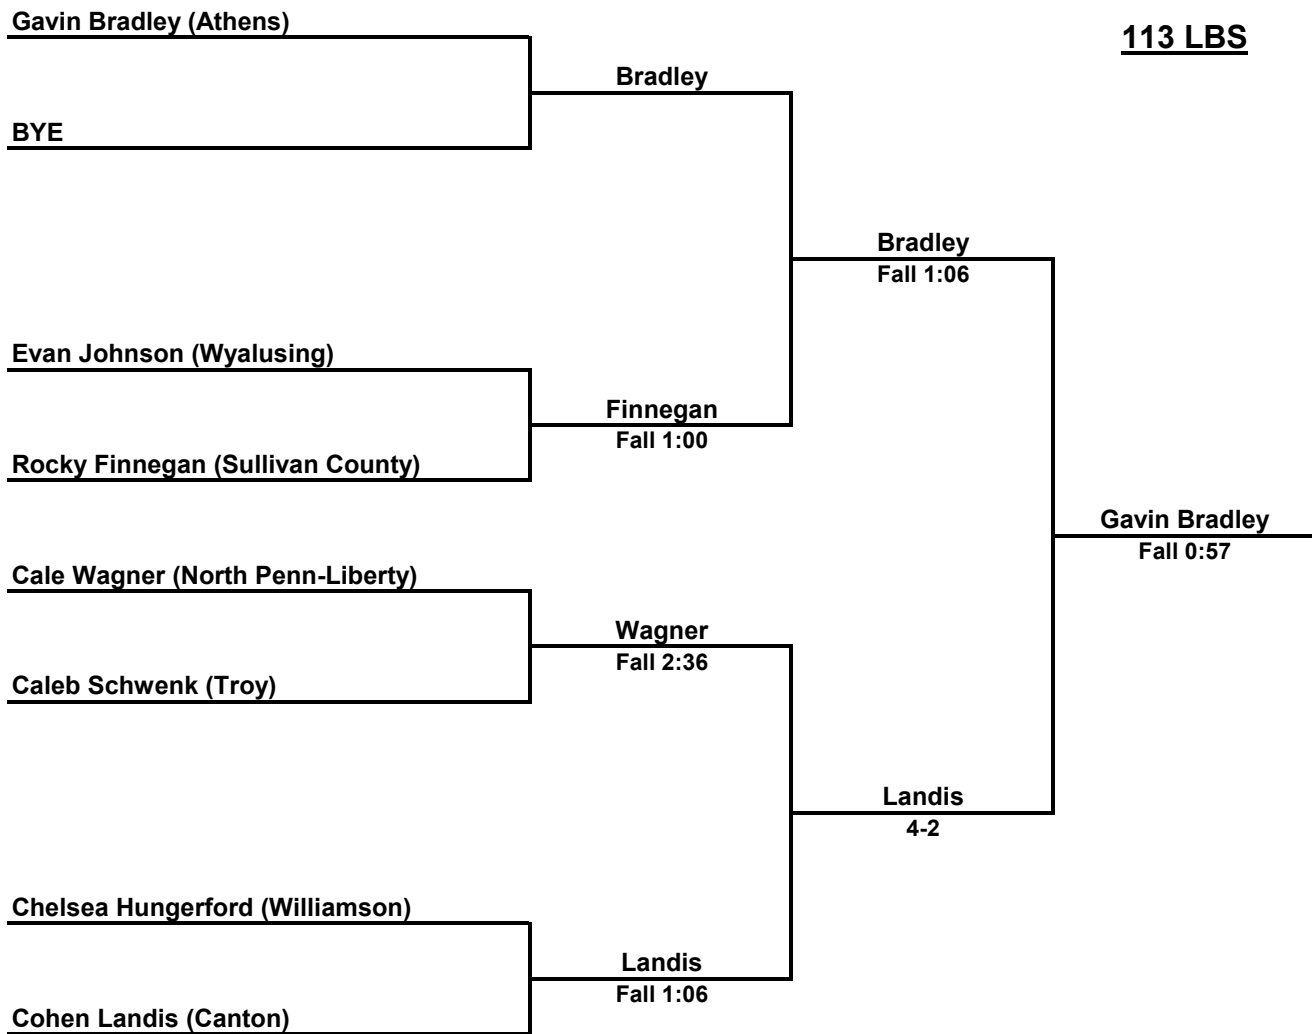 Gavin Bradley (Athens)
113 LBS
Bradley
BYE
Bradley
Fall 1:06
Evan Johnson (Wyalusing)
Finnegan
Fall 1:00
Rocky Finnegan (Sullivan County)
Gavin Bradley
Fall 0:57
Cale Wagner (North Penn-Liberty)
Wagner
Fall 2:36
Caleb Schwenk (Troy)
Landis
4-2
Chelsea Hungerford (Williamson)
Landis
Fall 1:06
Cohen Landis (Canton)